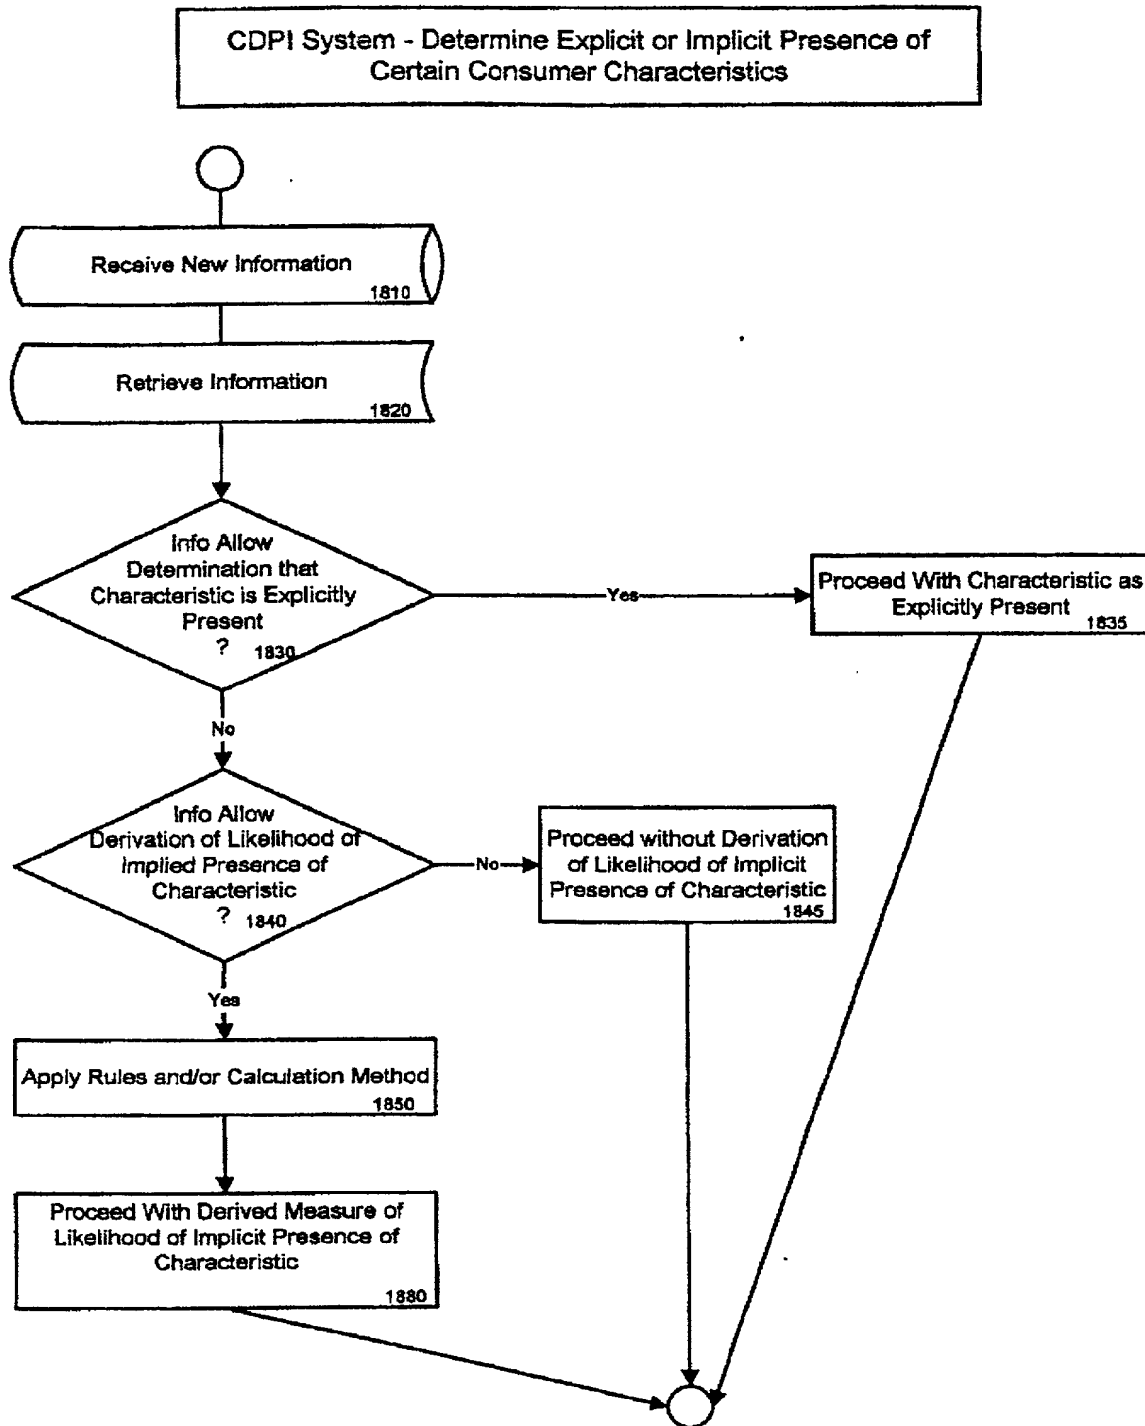 CDPI System - Determine Explicit or Implicit Presence of
Certain Consumer Characteristics
Receive New Information
1810
Retrieve Information
1820
Info Allow
Determination that
Characteristic is Explicitly
Present
? 1830
Yes
Proceed With Characteristic as
Explicitly Present
1835
No
Info Allow
Derivation of Likelihood of
Implied Presence of
Characteristic
? 1840
No
Proceed without Derivation
of Likelihood of Implicit
Presence of Characteristic
1845
Yes
Apply Rules and/or Calculation Method
1850
Proceed With Derived Measure of
Likelihood of Implicit Presence of
Characteristic
1880